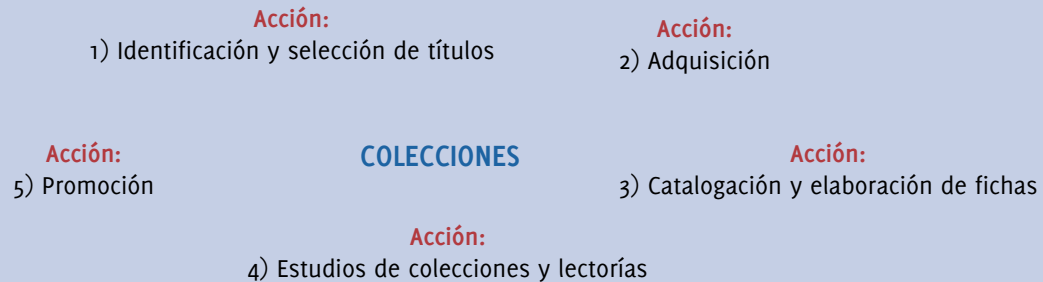 Acción:
1) Identificación y selección de títulos
Acción:
2) Adquisición
Acción:
5) Promoción
COLECCIONES
Acción:
3) Catalogación y elaboración de fichas
Acción:
4) Estudios de colecciones y lectorías